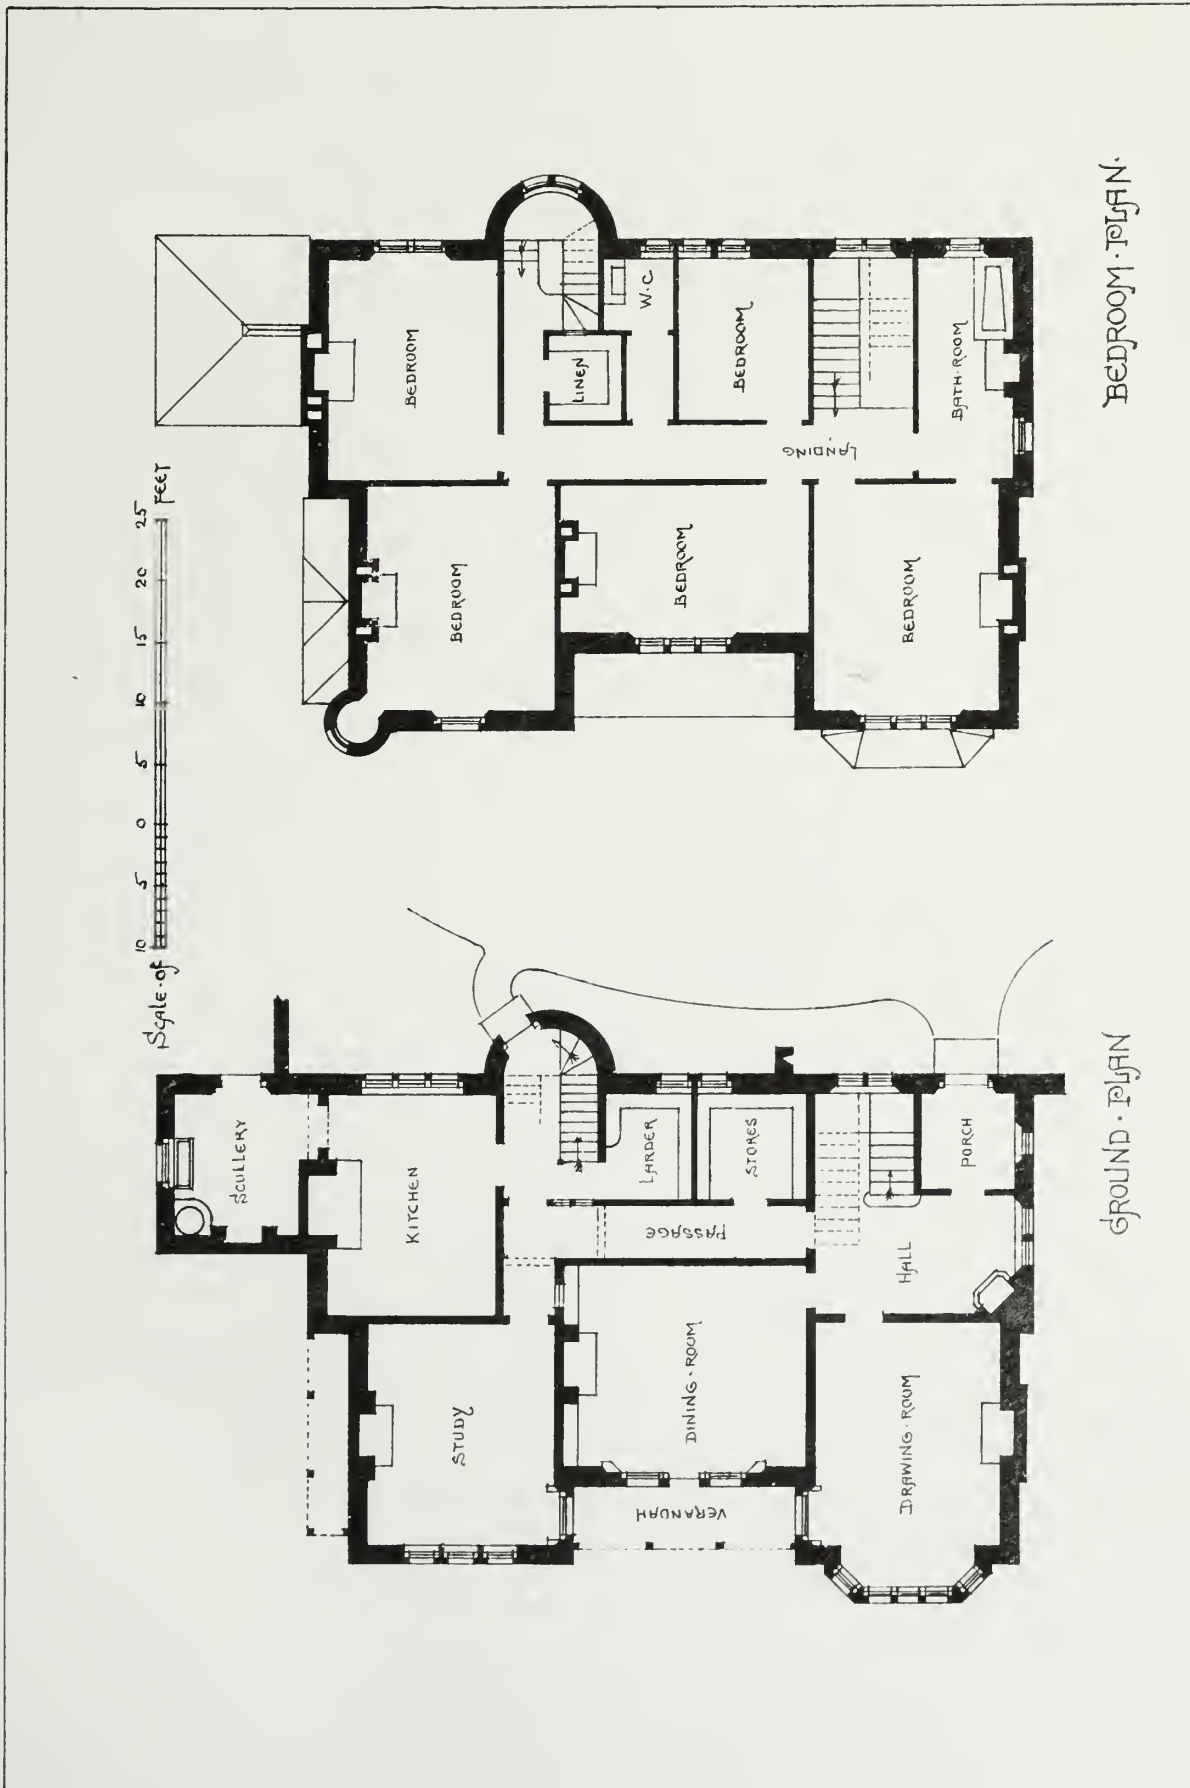 Scale of 10 5 0 5 10 15 20 25 FEET
SCULLERY
KITCHEN
STUDY
LARDER
STORES
PASSAGE
DINING · ROOM
VERANDAH
PORCH
HALL
DRAWING · ROOM
GROUND · PLAN
BEDROOM
BEDROOM
LINEN
W · C
BEDROOM
BEDROOM
LANDING
BATH · ROOM
BEDROOM
BEDROOM · PLAN ·